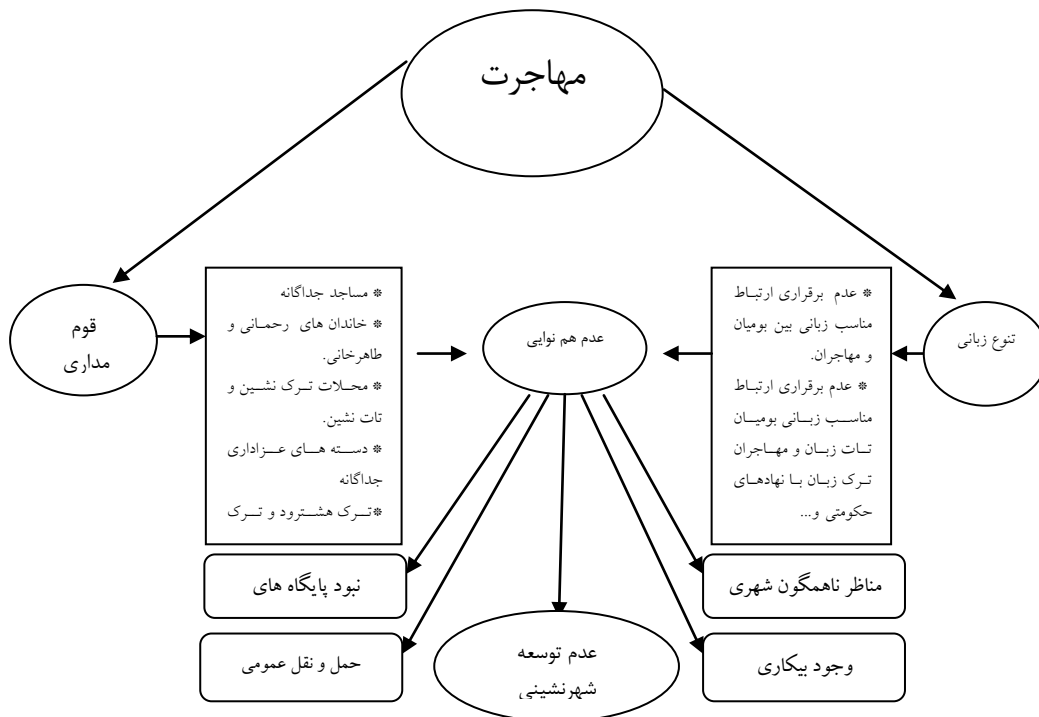 مهاجرت
تنوع زبانی
* عدم برقراری ارتباط
مناسب زبانی بین بومیان
و مهاجران.
* عدم برقراری ارتباط
مناسب زبانی بومیان
تات زبان و مهاجران
ترک زبان با نهادهای
حکومتی و...
عدم هم نوایی
* مساجد جداگانه
* خاندان های رحمانی و
طاهرخانی.
* محلات ترک نشین و
تات نشین.
* دسته های عزاداری
جداگانه
*ترک هشترود و ترک
قوم
مداری
مناظر ناهمگون شهری
نبود پایگاه های
وجود بیکاری
عدم توسعه
شهرنشینی
حمل و نقل عمومی